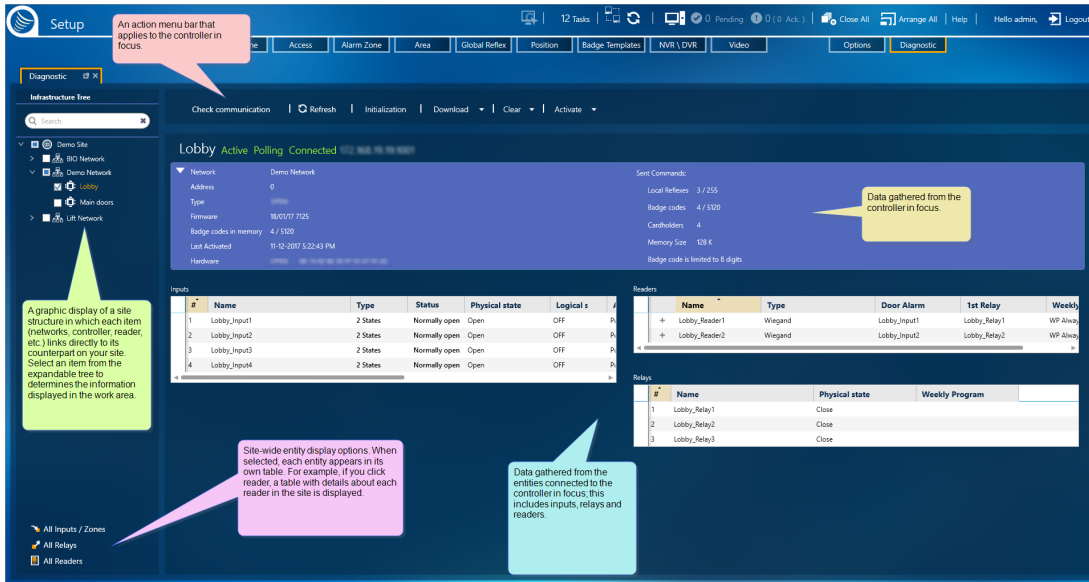 Setup
12 Tasks
0 Pending
0 ( 0 Ack. )
Close All
Arrange All
Help
Hello admin,
Logout
An action menu bar that
applies to the controller in
focus.
Access
Alarm Zone
Area
Global Reflex
Position
Badge Templates
NVR \ DVR
Video
Options
Diagnostic
Diagnostic
Infrastructure Tree
Search
Check communication
Refresh
Initialization
Download
Clear
Activate
Demo Site
BIO Network
Demo Network
Lobby
Main doors
Lift Network
Lobby Active Polling Connected
Network Demo Network
Address 0
Type
Firmware 18/01/17 7125
Badge codes in memory 4 / 5120
Last Activated 11-12-2017 5:22:43 PM
Hardware
Sent Commands:
Local Reflexes 3 / 255
Badge codes 4 / 5120
Cardholders 4
Memory Size 128 K
Badge code is limited to 8 digits
Data gathered from the
controller in focus.
Inputs
# Name Type Status Physical state Logical s
1 Lobby_Input1 2 States Normally open Open OFF
2 Lobby_Input2 2 States Normally open Open OFF
3 Lobby_Input3 2 States Normally open Open OFF
4 Lobby_Input4 2 States Normally open Open OFF
Readers
Name Type Door Alarm 1st Relay Weekly
+ Lobby_Reader1 Wiegand Lobby_Input1 Lobby_Relay1 WP Alway
+ Lobby_Reader2 Wiegand Lobby_Input2 Lobby_Relay2 WP Alway
Relays
# Name Physical state Weekly Program
1 Lobby_Relay1 Close
2 Lobby_Relay2 Close
3 Lobby_Relay3 Close
A graphic display of a site
structure in which each item
(networks, controller, reader,
etc.) links directly to its
counterpart on your site.
Select an item from the
expandable tree to
determines the information
displayed in the work area.
Site-wide entity display options. When
selected, each entity appears in its
own table. For example, if you click
reader, a table with details about each
reader in the site is displayed.
Data gathered from the
entities connected to the
controller in focus; this
includes inputs, relays and
readers.
All Inputs / Zones
All Relays
All Readers